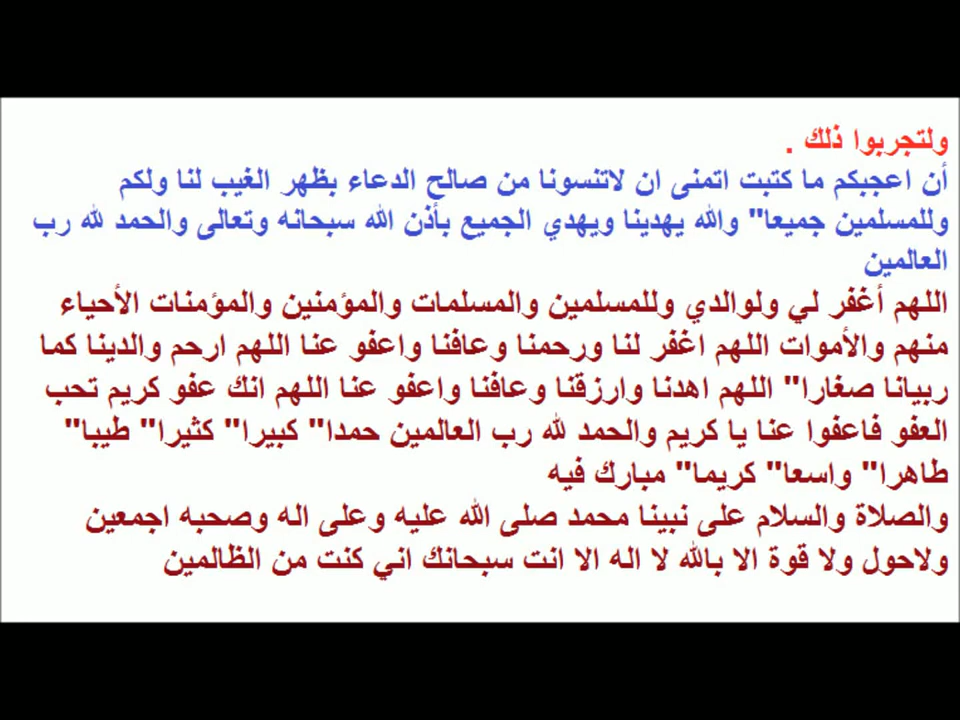 ولتجربوا ذلك .
أن اعجبكم ما كتبت اتمنى ان لاتنسونا من صالح الدعاء بظهر الغيب لنا ولكم
وللمسلمين جميعا" والله يهدينا ويهدي الجميع بأذن الله سبحانه وتعالى والحمد لله رب
العالمين
اللهم أغفر لي ولوالدي وللمسلمين والمسلمات والمؤمنين والمؤمنات الأحياء
منهم والأموات اللهم اغفر لنا ورحمنا وعافنا واعفو عنا اللهم ارحم والدينا كما
ربيانا صغارا" اللهم اهدنا وارزقنا وعافنا واعفو عنا اللهم انك عفو كريم تحب
العفو فاعفوا عنا يا كريم والحمد لله رب العالمين حمدا" كبيرا" كثيرا" طيبا"
طاهرا" واسعا" كريما" مبارك فيه
والصلاة والسلام على نبينا محمد صلى الله عليه وعلى اله وصحبه اجمعين
ولاحول ولا قوة الا بالله لا اله الا انت سبحانك اني كنت من الظالمين